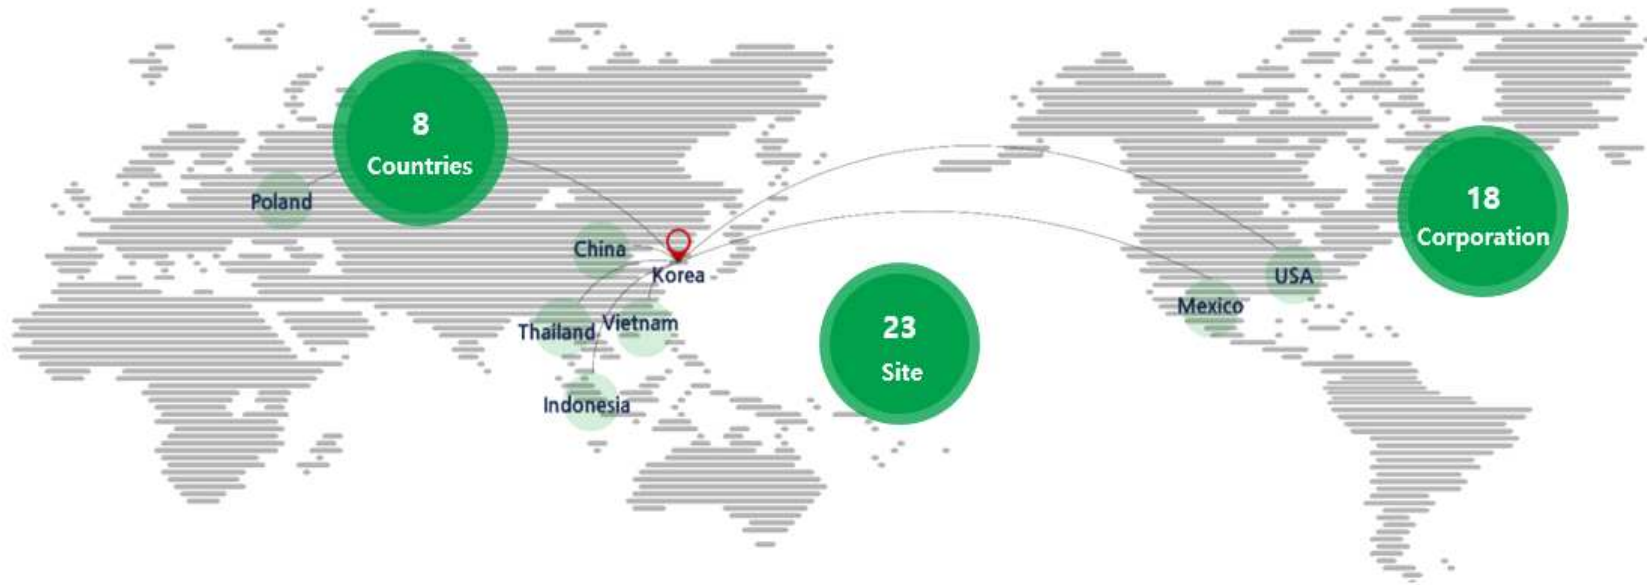 8
Countries
18
Corporation
Poland
China
Korea
USA
Mexico
Thailand
Vietnam
23
Site
Indonesia